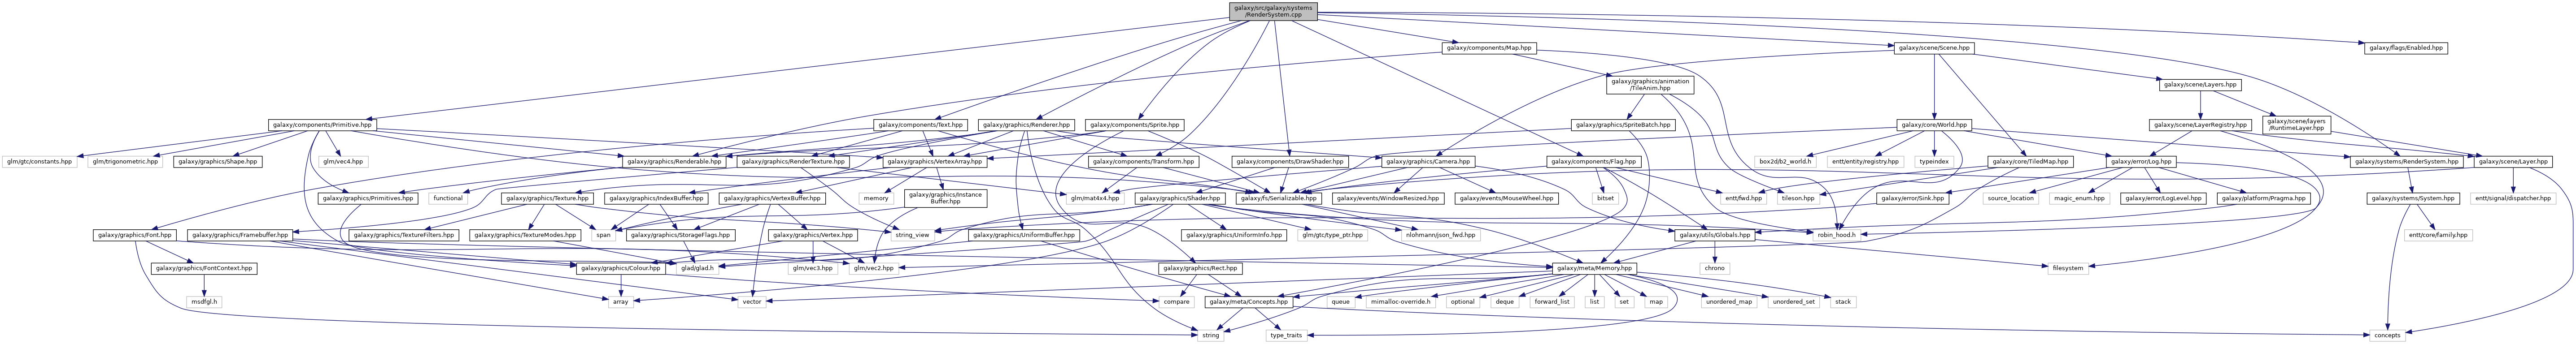 galaxy/src/galaxy/systems
/RenderSystem.cpp
galaxy/components/Map.hpp
galaxy/scene/Scene.hpp
galaxy/flags/Enabled.hpp
galaxy/graphics/animation
/TileAnim.hpp
galaxy/scene/Layers.hpp
galaxy/components/Primitive.hpp
galaxy/components/Text.hpp
galaxy/graphics/Renderer.hpp
galaxy/components/Sprite.hpp
galaxy/graphics/SpriteBatch.hpp
galaxy/core/World.hpp
galaxy/scene/LayerRegistry.hpp
galaxy/scene/layers
/RuntimeLayer.hpp
glm/gtc/constants.hpp
glm/trigonometric.hpp
galaxy/graphics/Shape.hpp
glm/vec4.hpp
galaxy/graphics/Renderable.hpp
galaxy/graphics/RenderTexture.hpp
galaxy/graphics/VertexArray.hpp
galaxy/components/Transform.hpp
galaxy/components/DrawShader.hpp
galaxy/graphics/Camera.hpp
galaxy/components/Flag.hpp
box2d/b2_world.h
entt/entity/registry.hpp
typeindex
galaxy/core/TiledMap.hpp
galaxy/error/Log.hpp
galaxy/systems/RenderSystem.hpp
galaxy/scene/Layer.hpp
galaxy/graphics/Primitives.hpp
functional
galaxy/graphics/Texture.hpp
galaxy/graphics/IndexBuffer.hpp
galaxy/graphics/VertexBuffer.hpp
memory
galaxy/graphics/Instance
Buffer.hpp
glm/mat4x4.hpp
galaxy/graphics/Shader.hpp
galaxy/fs/Serializable.hpp
galaxy/events/WindowResized.hpp
galaxy/events/MouseWheel.hpp
bitset
entt/fwd.hpp
tileson.hpp
galaxy/error/Sink.hpp
source_location
magic_enum.hpp
galaxy/error/LogLevel.hpp
galaxy/platform/Pragma.hpp
galaxy/systems/System.hpp
entt/signal/dispatcher.hpp
galaxy/graphics/Font.hpp
galaxy/graphics/Framebuffer.hpp
galaxy/graphics/TextureFilters.hpp
galaxy/graphics/TextureModes.hpp
span
galaxy/graphics/StorageFlags.hpp
galaxy/graphics/Vertex.hpp
string_view
galaxy/graphics/UniformBuffer.hpp
galaxy/graphics/UniformInfo.hpp
glm/gtc/type_ptr.hpp
nlohmann/json_fwd.hpp
galaxy/utils/Globals.hpp
robin_hood.h
entt/core/family.hpp
galaxy/graphics/FontContext.hpp
galaxy/graphics/Colour.hpp
glad/glad.h
glm/vec3.hpp
glm/vec2.hpp
galaxy/graphics/Rect.hpp
galaxy/meta/Memory.hpp
chrono
filesystem
msdfgl.h
array
vector
compare
galaxy/meta/Concepts.hpp
queue
mimalloc-override.h
optional
deque
forward_list
list
set
map
unordered_map
unordered_set
stack
string
type_traits
concepts